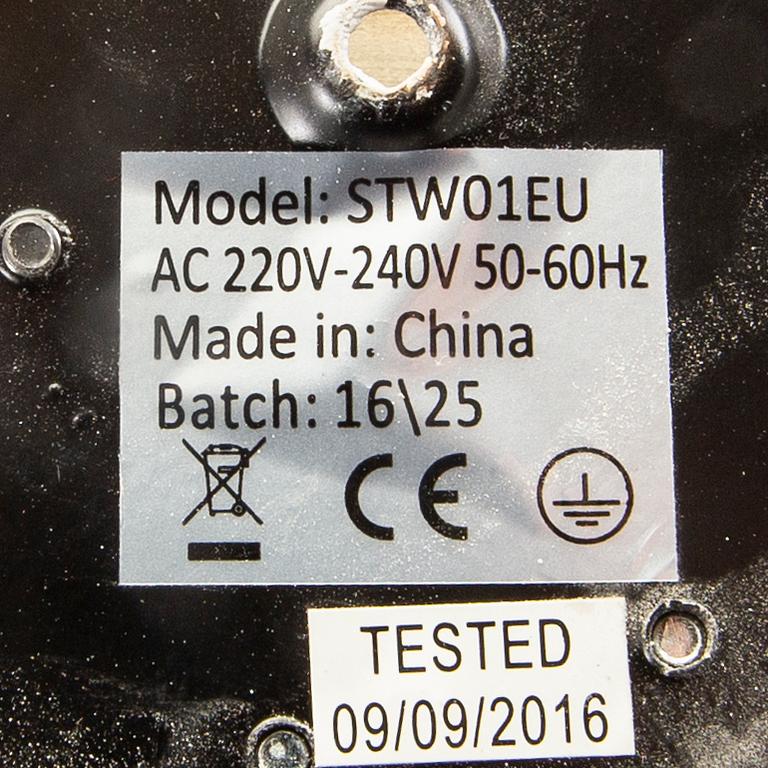 Model: STW01EU
AC 220V-240V 50-60Hz
Made in: China
Batch: 16\25
CE
TESTED
09/09/2016